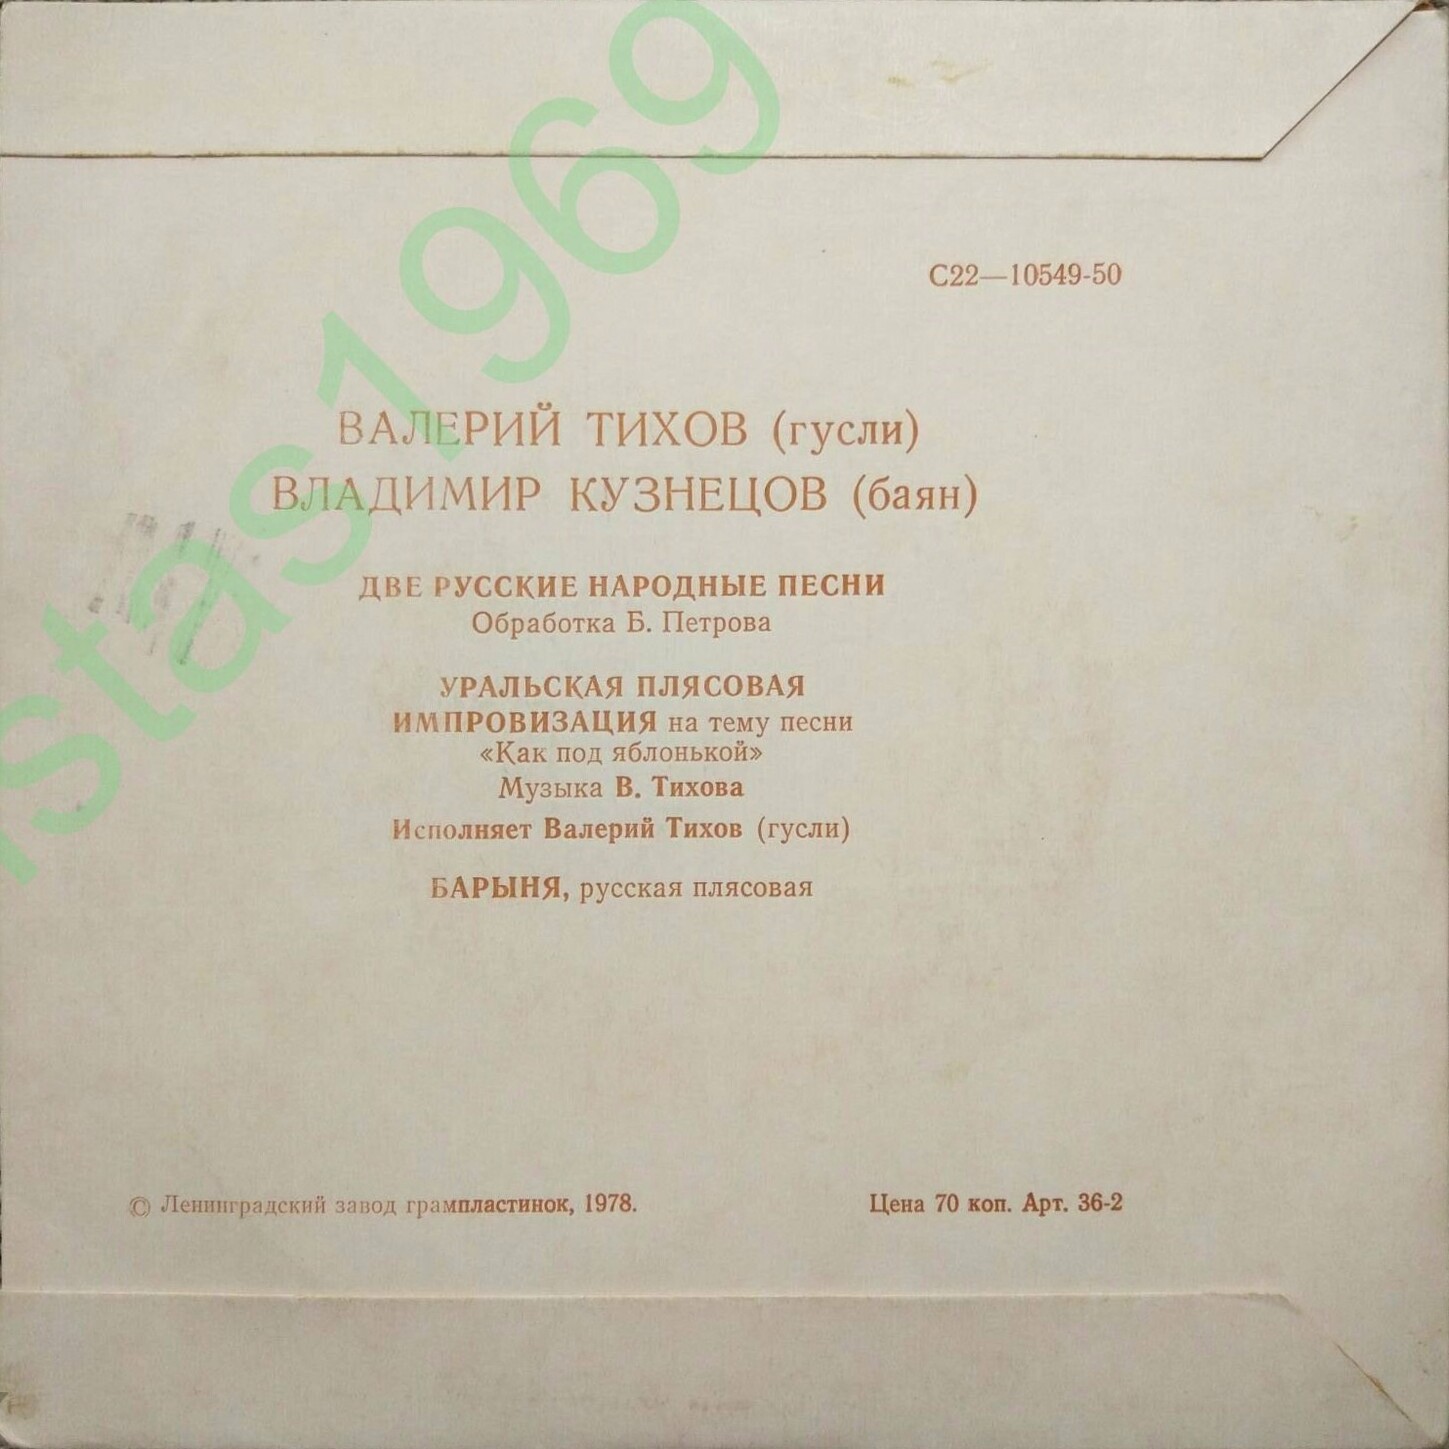 С22—10549-50
ВАЛЕРИЙ ТИХОВ (гусли)
ВЛАДИМИР КУЗНЕЦОВ (баян)
ДВЕ РУССКИЕ НАРОДНЫЕ ПЕСНИ
Обработка Б. Петрова
УРАЛЬСКАЯ ПЛЯСОВАЯ
ИМПРОВИЗАЦИЯ на тему песни
«Как под яблонькой»
Музыка В. Тихова
Исполняет Валерий Тихов (гусли)
БАРЫНЯ, русская плясовая
© Ленинградский завод грампластинок, 1978.
Цена 70 коп. Арт. 36-2
stas1969